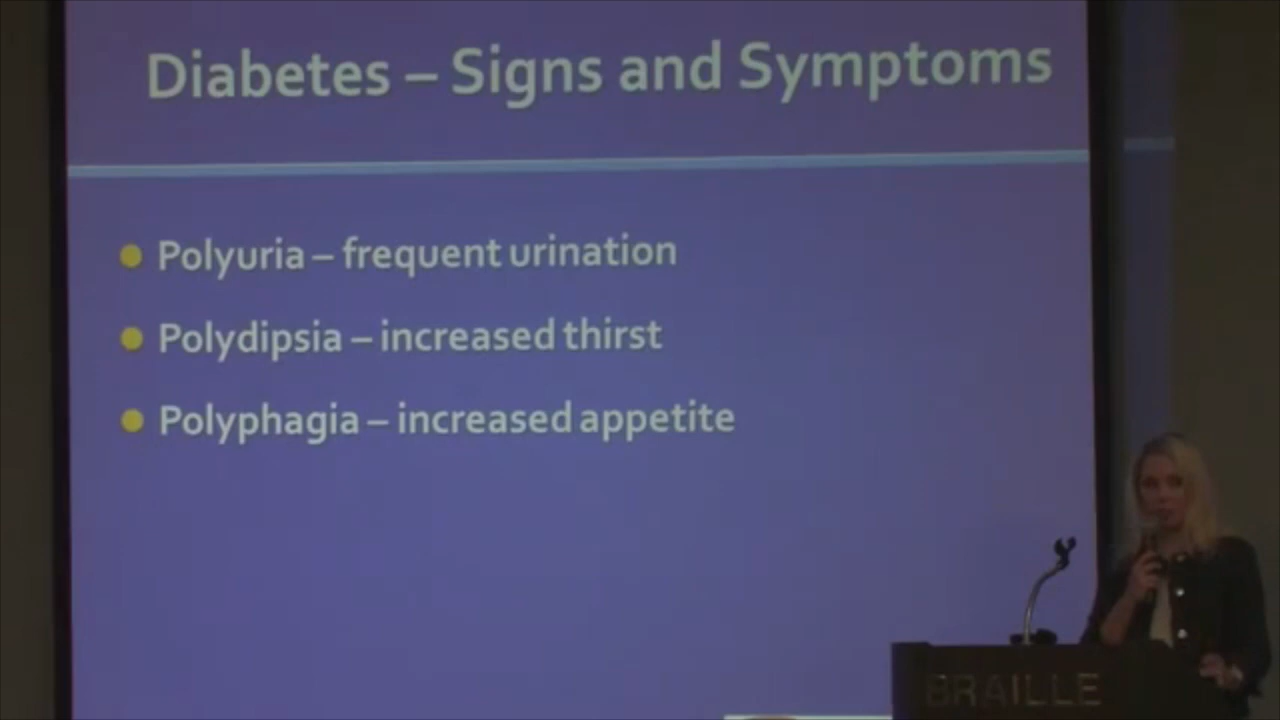 Diabetes – Signs and Symptoms
Polyuria – frequent urination
Polydipsia – increased thirst
Polyphagia – increased appetite
BRAILLE